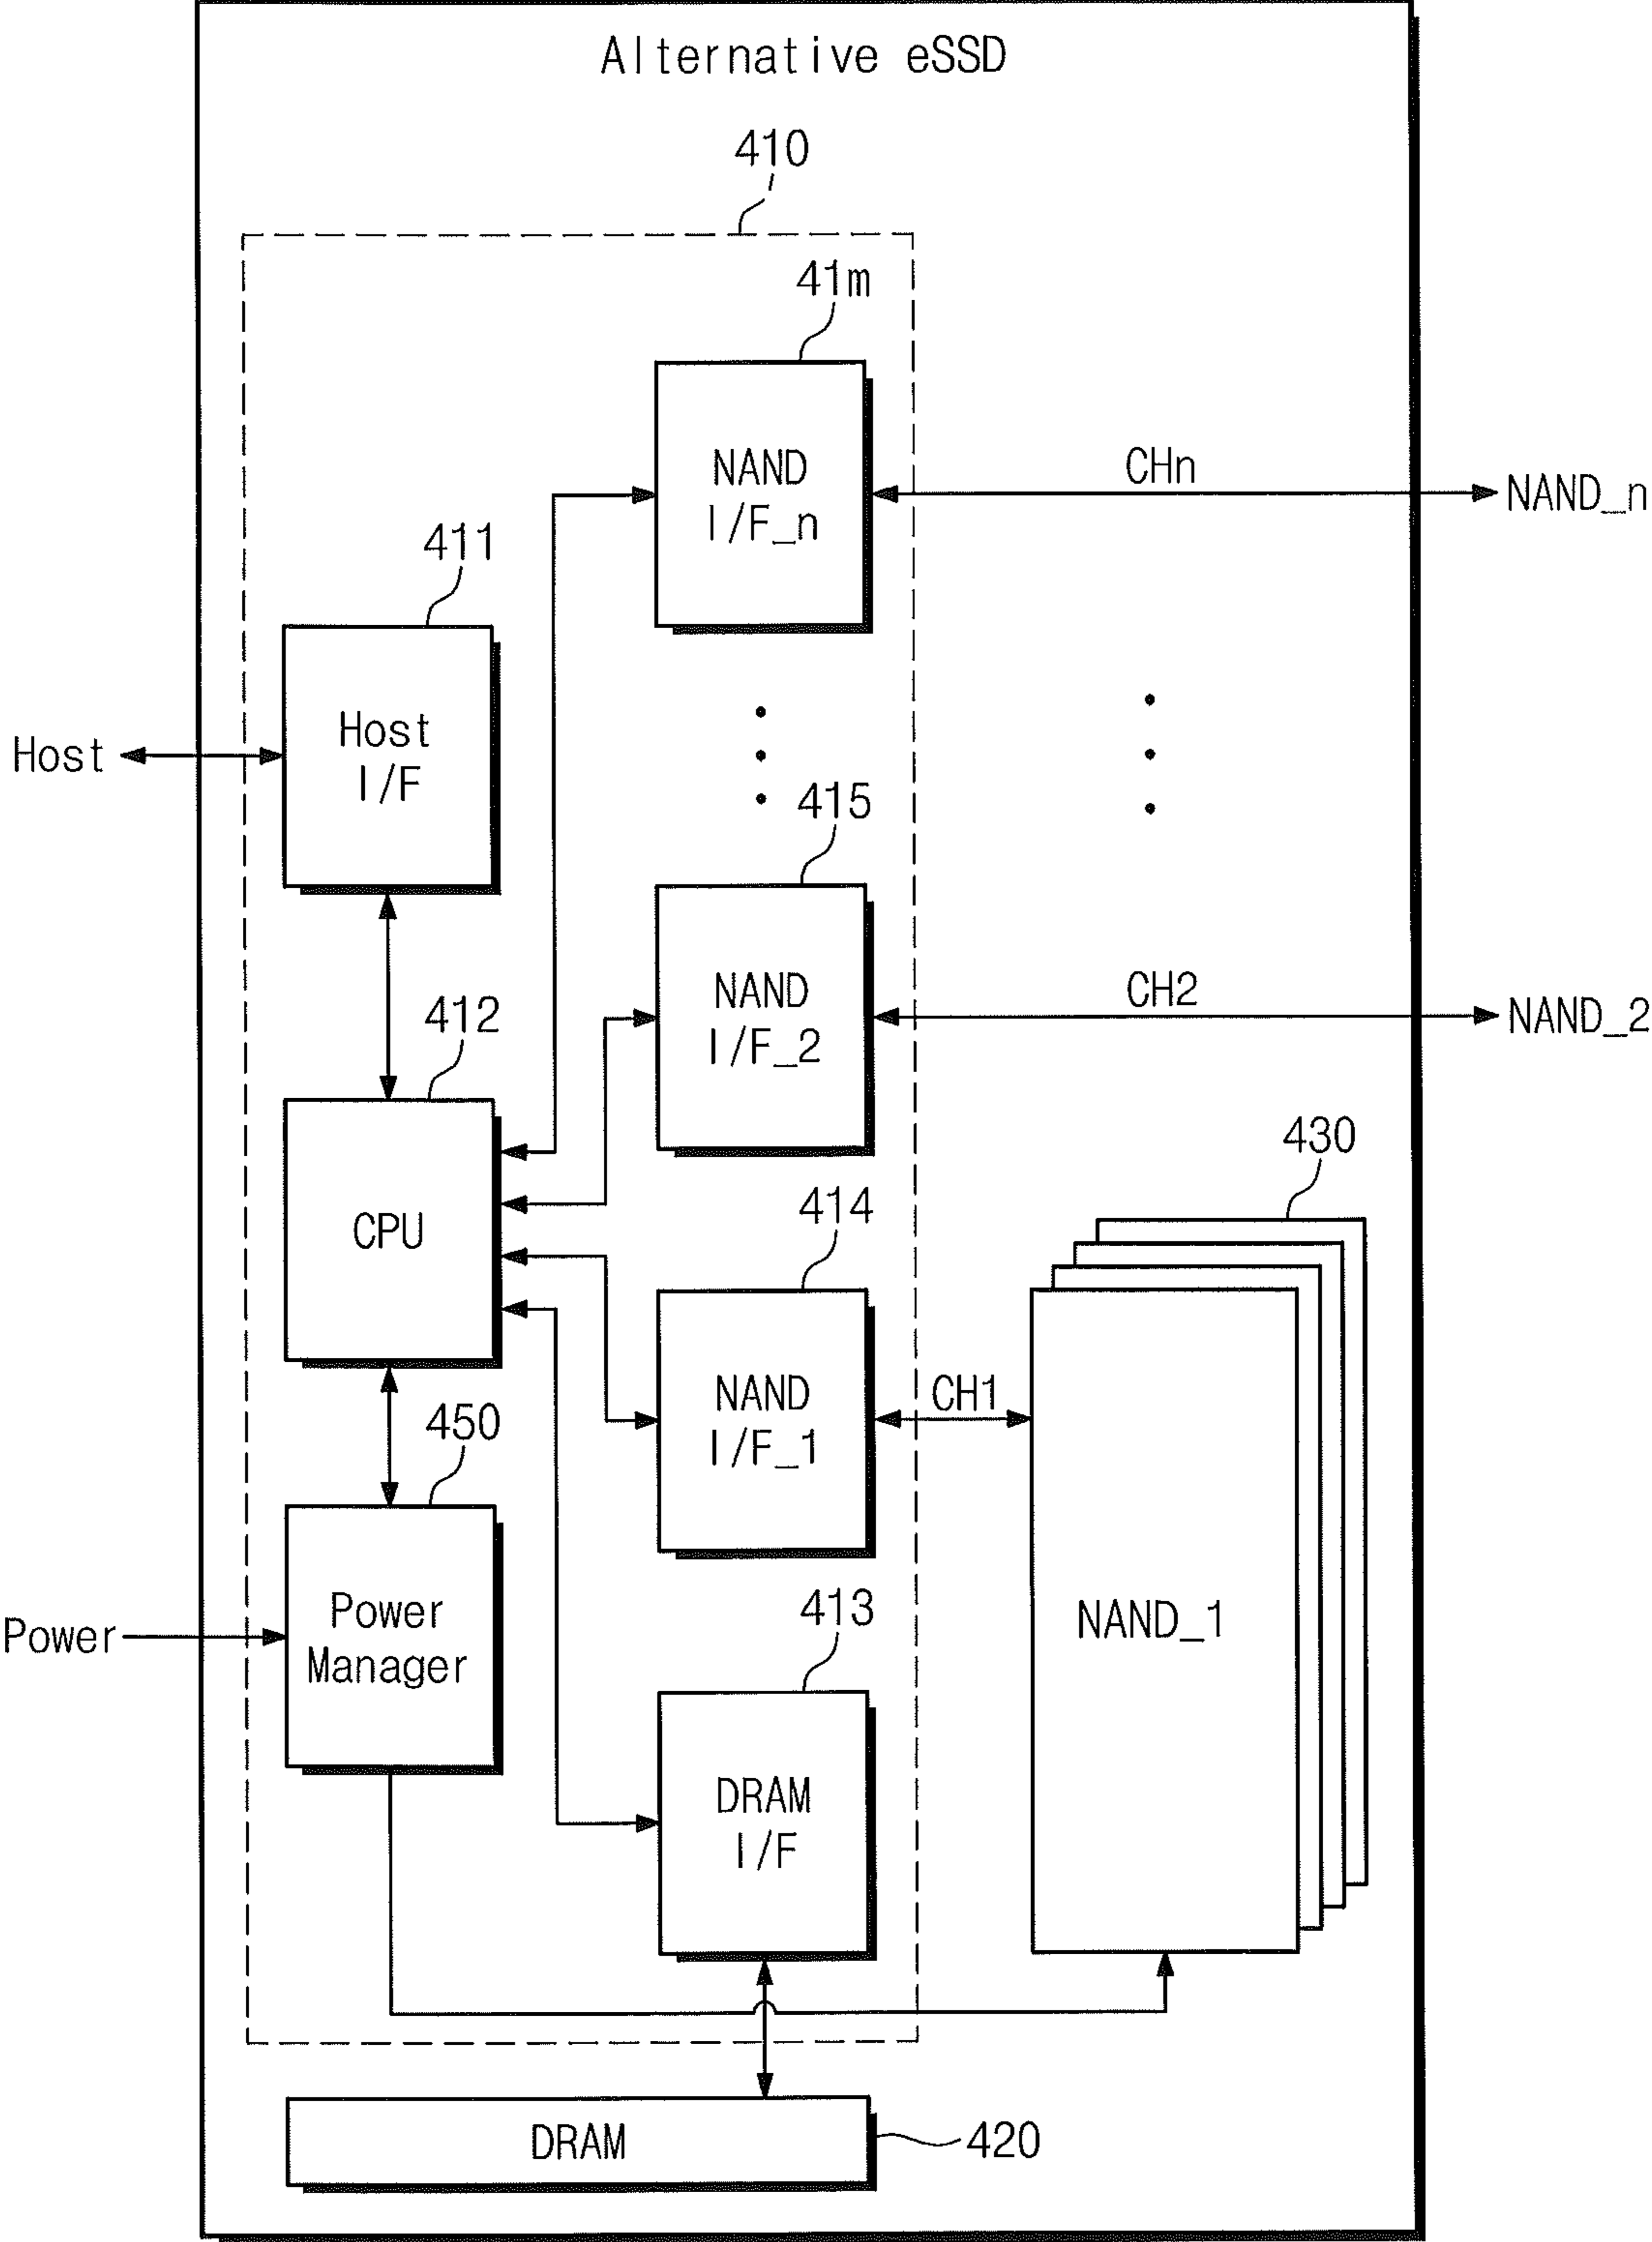 Alternative eSSD
410
41m
NAND
I/F_n
CHn
NAND_n
411
Host
I/F
Host
415
NAND
I/F_2
CH2
NAND_2
412
CPU
430
414
NAND
I/F_1
CH1
NAND_1
450
Power
Manager
Power
413
DRAM
I/F
DRAM
420